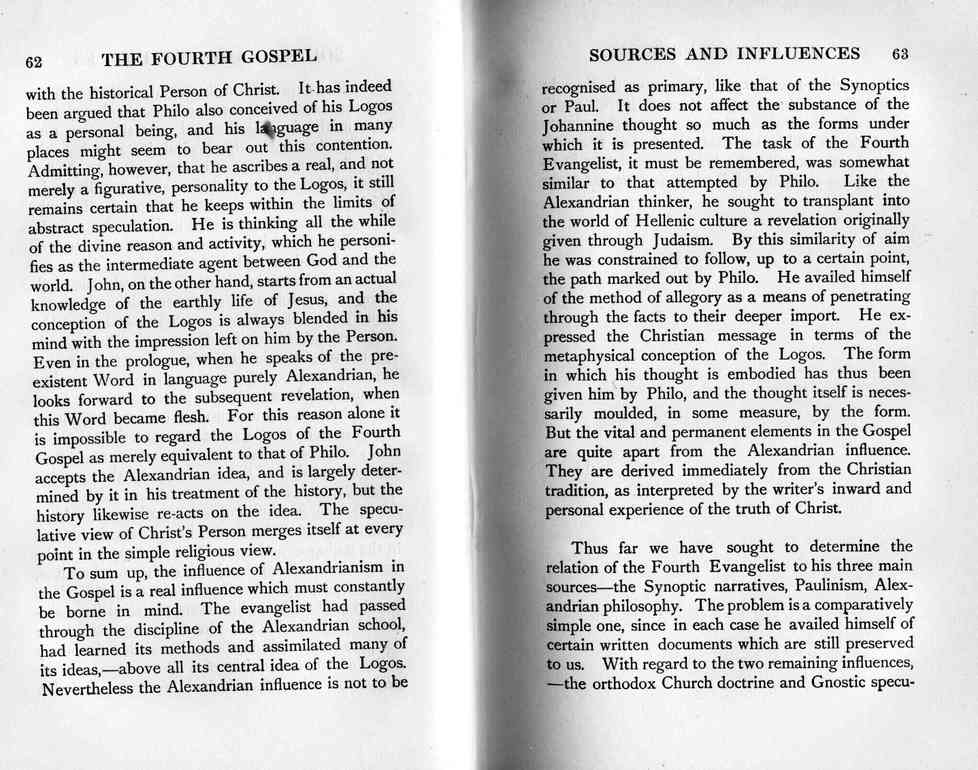 62 THE FOURTH GOSPEL
with the historical Person of Christ. It has indeed
been argued that Philo also conceived of his Logos
as a personal being, and his language in many
places might seem to bear out this contention.
Admitting, however, that he ascribes a real, and not
merely a figurative, personality to the Logos, it still
remains certain that he keeps within the limits of
abstract speculation. He is thinking all the while
of the divine reason and activity, which he personi-
fies as the intermediate agent between God and the
world. John, on the other hand, starts from an actual
knowledge of the earthly life of Jesus, and the
conception of the Logos is always blended in his
mind with the impression left on him by the Person.
Even in the prologue, when he speaks of the pre-
existent Word in language purely Alexandrian, he
looks forward to the subsequent revelation, when
this Word became flesh. For this reason alone it
is impossible to regard the Logos of the Fourth
Gospel as merely equivalent to that of Philo. John
accepts the Alexandrian idea, and is largely deter-
mined by it in his treatment of the history, but the
history likewise re-acts on the idea. The specu-
lative view of Christ's Person merges itself at every
point in the simple religious view.
To sum up, the influence of Alexandrianism in
the Gospel is a real influence which must constantly
be borne in mind. The evangelist had passed
through the discipline of the Alexandrian school,
had learned its methods and assimilated many of
its ideas,—above all its central idea of the Logos.
Nevertheless the Alexandrian influence is not to be
SOURCES AND INFLUENCES 63
recognised as primary, like that of the Synoptics
or Paul. It does not affect the substance of the
Johannine thought so much as the forms under
which it is presented. The task of the Fourth
Evangelist, it must be remembered, was somewhat
similar to that attempted by Philo. Like the
Alexandrian thinker, he sought to transplant into
the world of Hellenic culture a revelation originally
given through Judaism. By this similarity of aim
he was constrained to follow, up to a certain point,
the path marked out by Philo. He availed himself
of the method of allegory as a means of penetrating
through the facts to their deeper import. He ex-
pressed the Christian message in terms of the
metaphysical conception of the Logos. The form
in which his thought is embodied has thus been
given him by Philo, and the thought itself is neces-
sarily moulded, in some measure, by the form.
But the vital and permanent elements in the Gospel
are quite apart from the Alexandrian influence.
They are derived immediately from the Christian
tradition, as interpreted by the writer's inward and
personal experience of the truth of Christ.
Thus far we have sought to determine the
relation of the Fourth Evangelist to his three main
sources—the Synoptic narratives, Paulinism, Alex-
andrian philosophy. The problem is a comparatively
simple one, since in each case he availed himself of
certain written documents which are still preserved
to us. With regard to the two remaining influences,
—the orthodox Church doctrine and Gnostic specu-